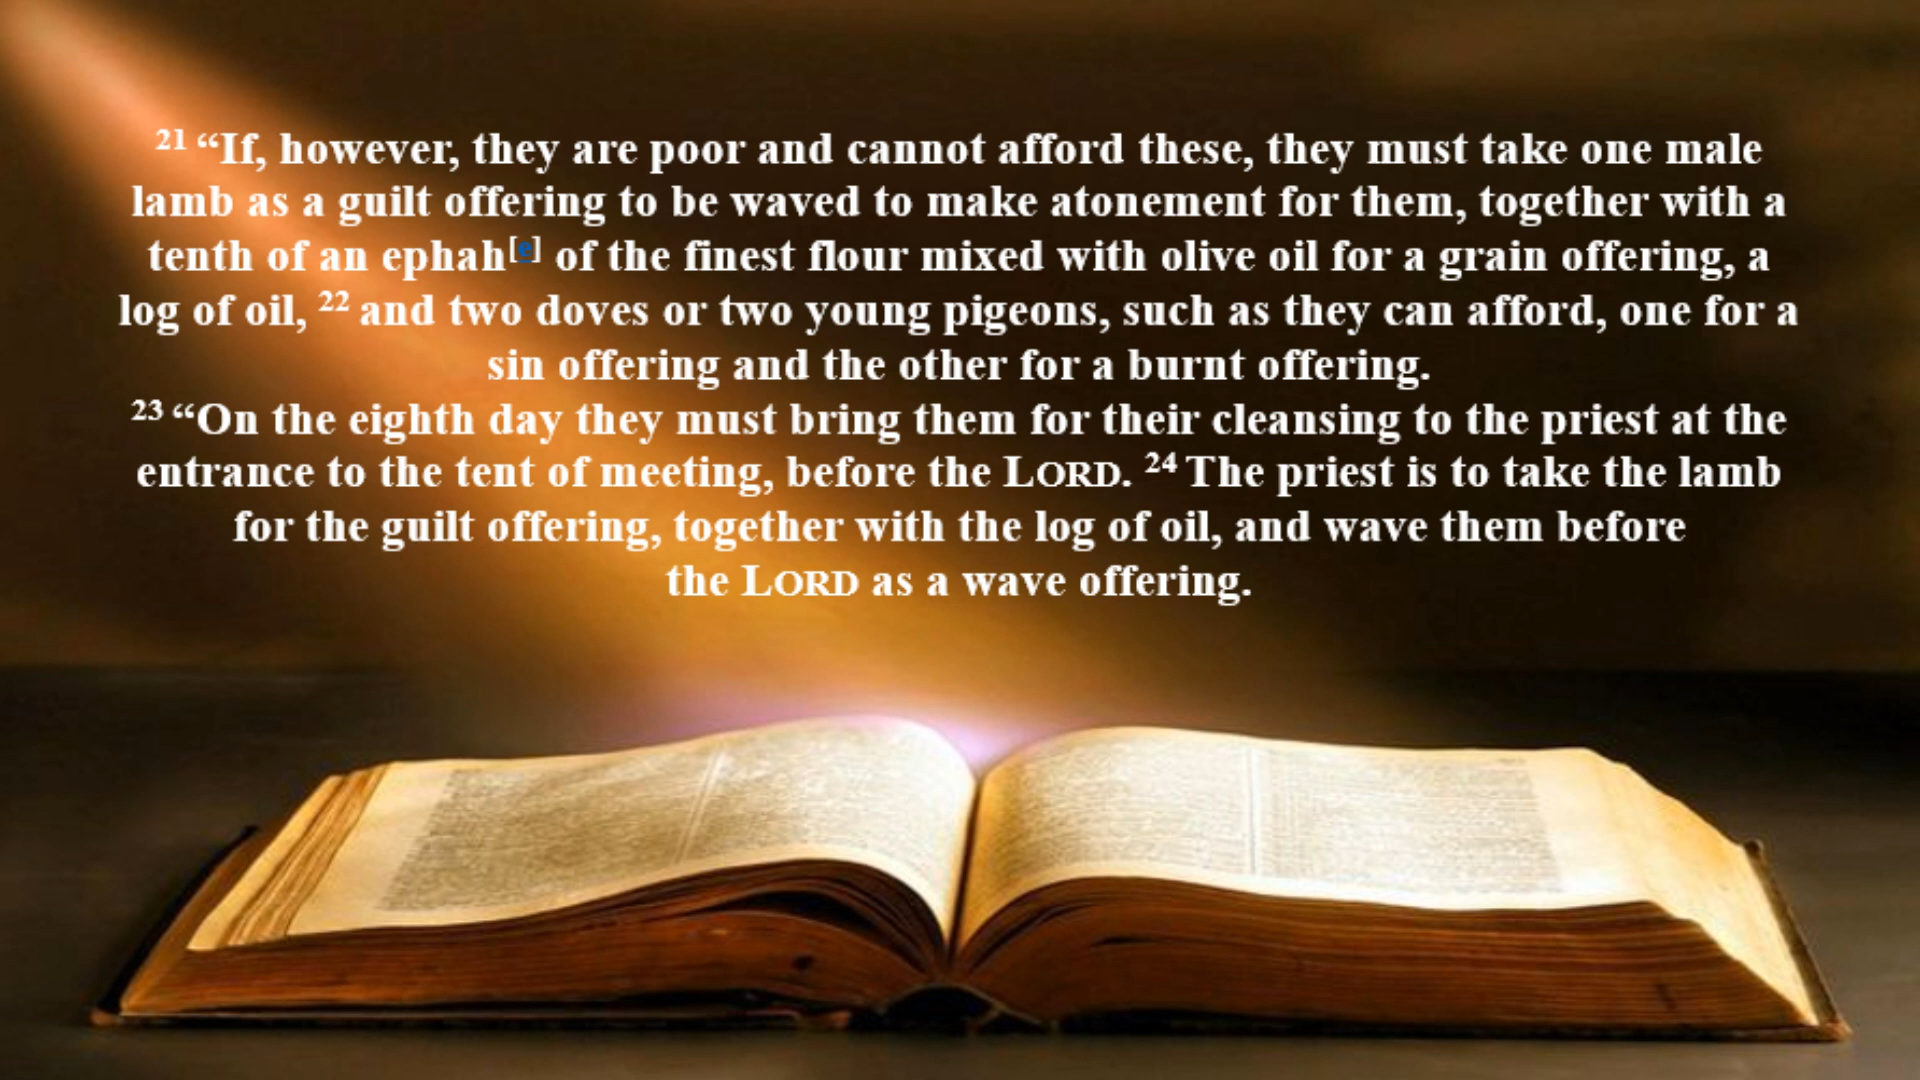 21 “If, however, they are poor and cannot afford these, they must take one male
lamb as a guilt offering to be waved to make atonement for them, together with a
tenth of an ephah[e] of the finest flour mixed with olive oil for a grain offering, a
log of oil, 22 and two doves or two young pigeons, such as they can afford, one for a
sin offering and the other for a burnt offering.
23 “On the eighth day they must bring them for their cleansing to the priest at the
entrance to the tent of meeting, before the LORD. 24 The priest is to take the lamb
for the guilt offering, together with the log of oil, and wave them before
the LORD as a wave offering.